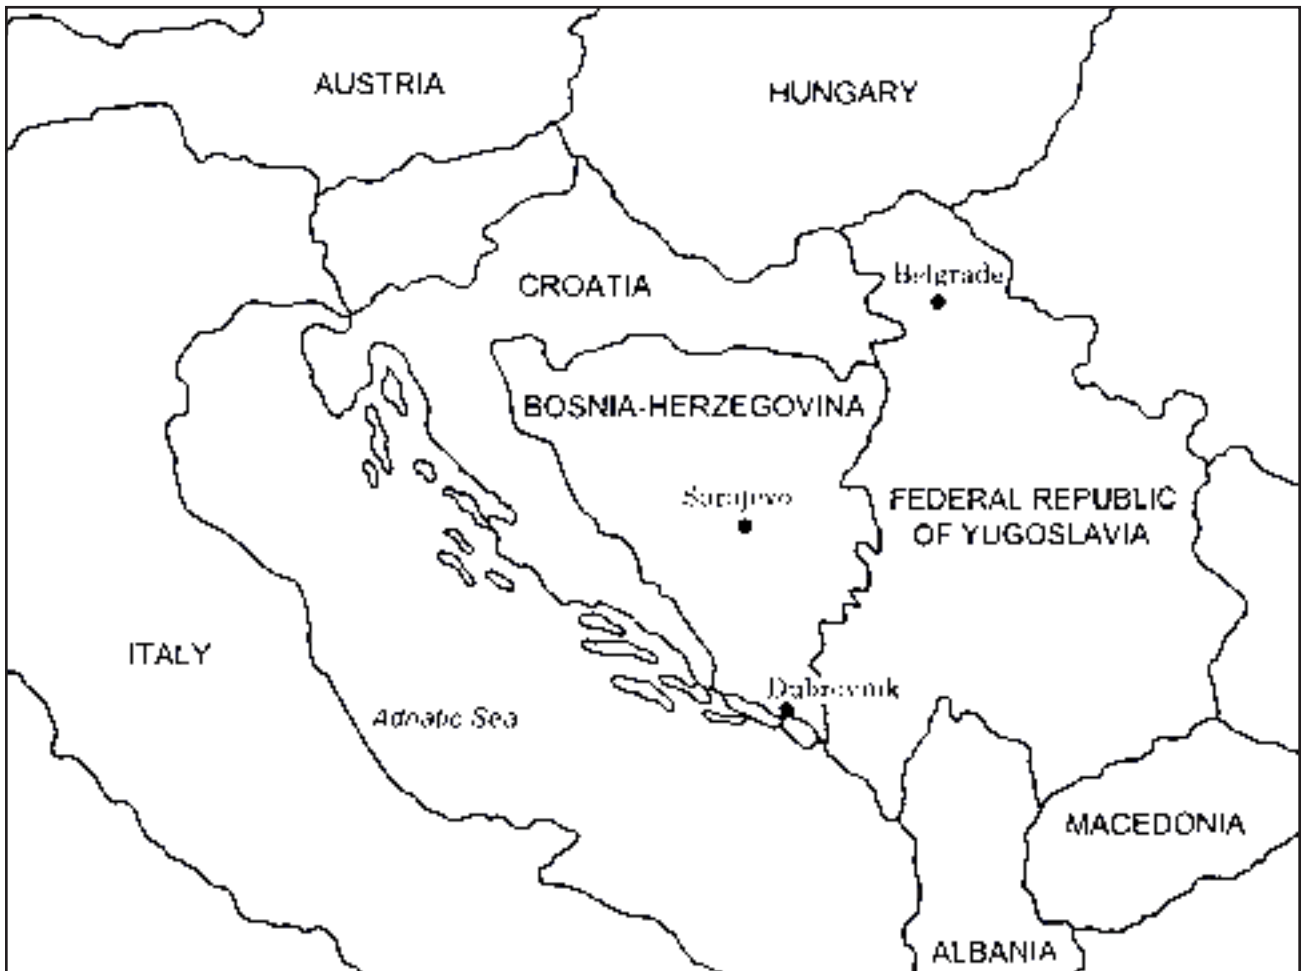 AUSTRIA
HUNGARY
Belgrade
CROATIA
BOSNIA-HERZEGOVINA
Sarajevo
FEDERAL REPUBLIC
OF YUGOSLAVIA
ITALY
Dubrovnik
Adriatic Sea
MACEDONIA
ALBANIA